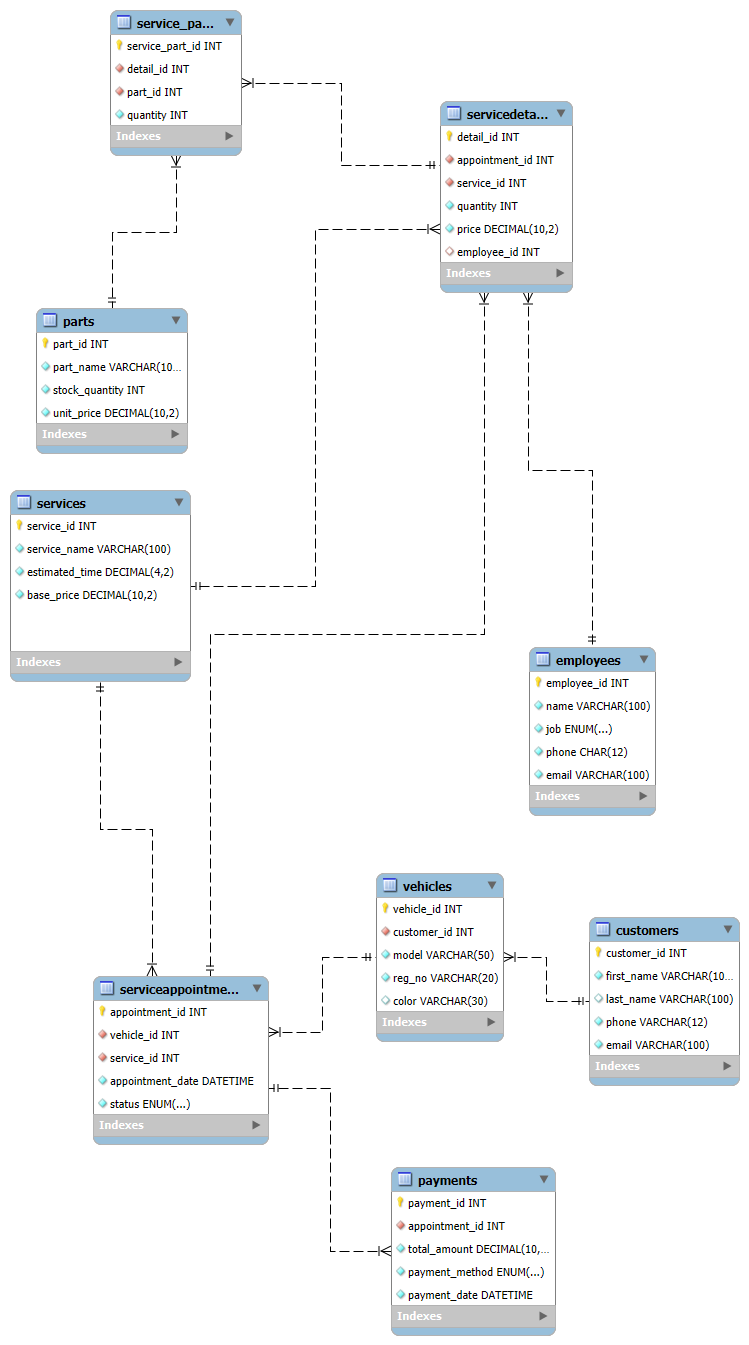 service_pa...
service_part_id INT
detail_id INT
part_id INT
quantity INT
Indexes
servicedeta...
detail_id INT
appointment_id INT
service_id INT
quantity INT
price DECIMAL(10,2)
employee_id INT
Indexes
parts
part_id INT
part_name VARCHAR(10...
stock_quantity INT
unit_price DECIMAL(10,2)
Indexes
services
service_id INT
service_name VARCHAR(100)
estimated_time DECIMAL(4,2)
base_price DECIMAL(10,2)
Indexes
employees
employee_id INT
name VARCHAR(100)
job ENUM(...)
phone CHAR(12)
email VARCHAR(100)
Indexes
vehicles
vehicle_id INT
customer_id INT
model VARCHAR(50)
reg_no VARCHAR(20)
color VARCHAR(30)
Indexes
customers
customer_id INT
first_name VARCHAR(10...
last_name VARCHAR(100)
phone VARCHAR(12)
email VARCHAR(100)
Indexes
serviceappointme...
appointment_id INT
vehicle_id INT
service_id INT
appointment_date DATETIME
status ENUM(...)
Indexes
payments
payment_id INT
appointment_id INT
total_amount DECIMAL(10,...
payment_method ENUM(...)
payment_date DATETIME
Indexes